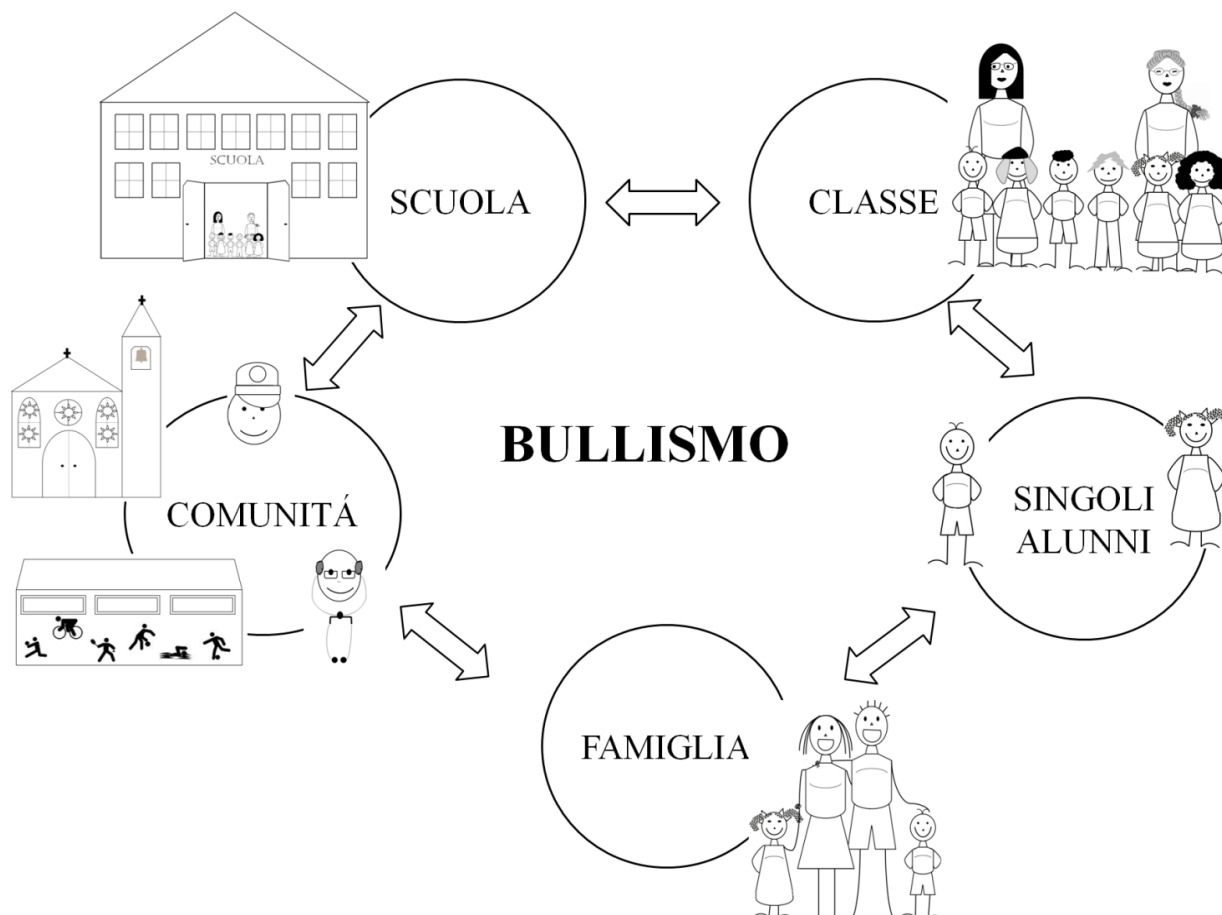 SCUOLA
SCUOLA
CLASSE
BULLISMO
COMUNITÁ
SINGOLI
ALUNNI
FAMIGLIA